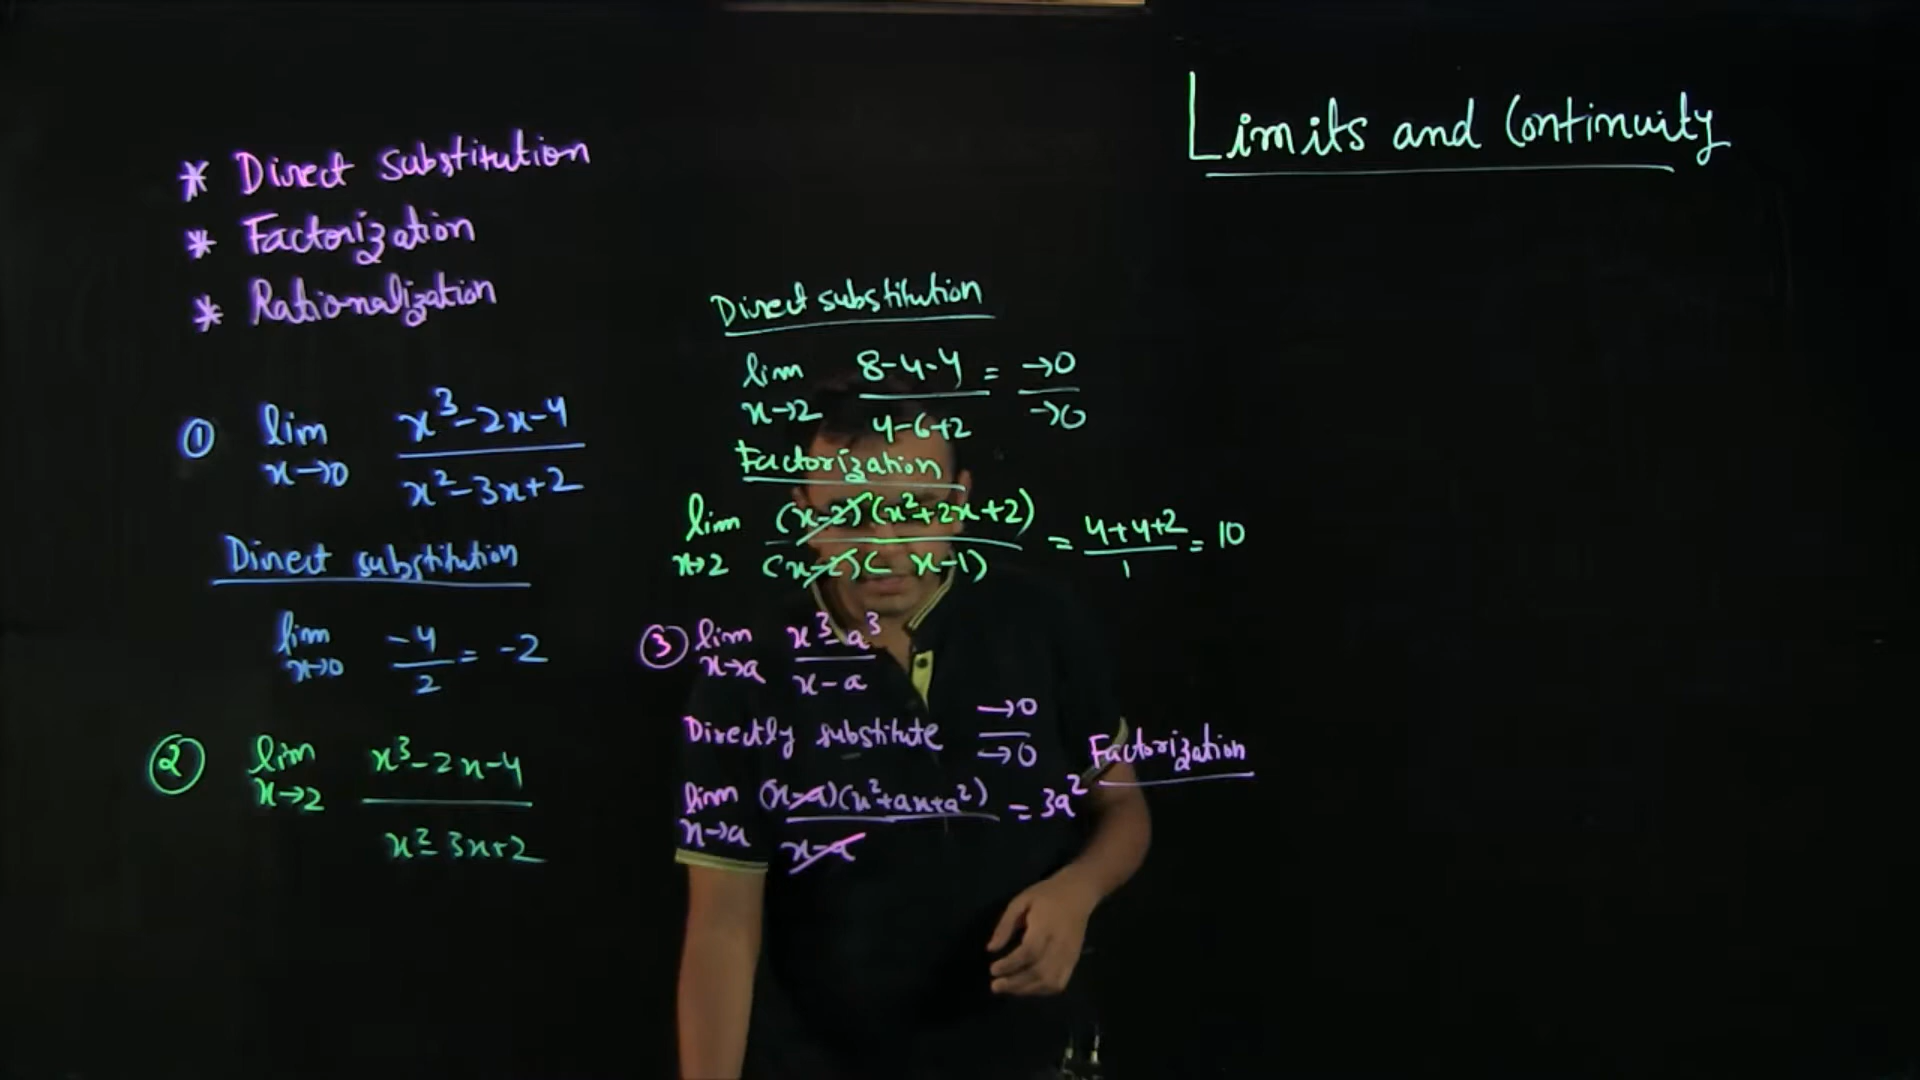 Limits and Continuity
* Direct substitution
* Factorization
* Rationalization
① lim x→0 (x³-2x-4)/(x²-3x+2)
Direct substitution
lim x→0 -4/2 = -2
② lim x→2 (x³-2x-4)/(x²-3x+2)
Direct substitution
lim x→2 (8-4-4)/(4-6+2) = →0/→0
Factorization
lim x→2 (x-2)(x²+2x+2)/(x-2)(x-1) = (4+4+2)/1 = 10
③ lim x→a (x³-a³)/(x-a)
Directly substitute →0/→0 Factorization
lim x→a (x-a)(x²+ax+a²)/(x-a) = 3a²